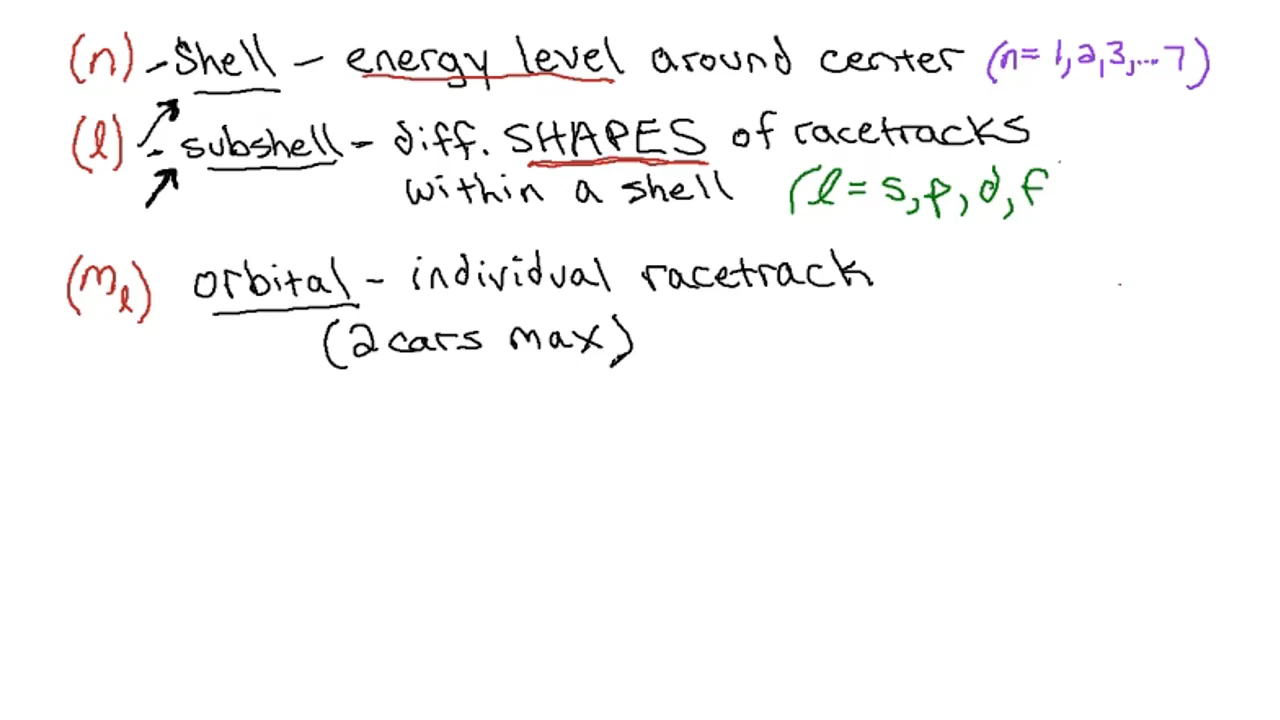 (n) - Shell - energy level around center (n= 1,2,3,... 7)
(l) - subshell - diff. SHAPES of racetracks
within a shell (l = s, p, d, f
(ml) orbital - individual racetrack
(2 cars max)